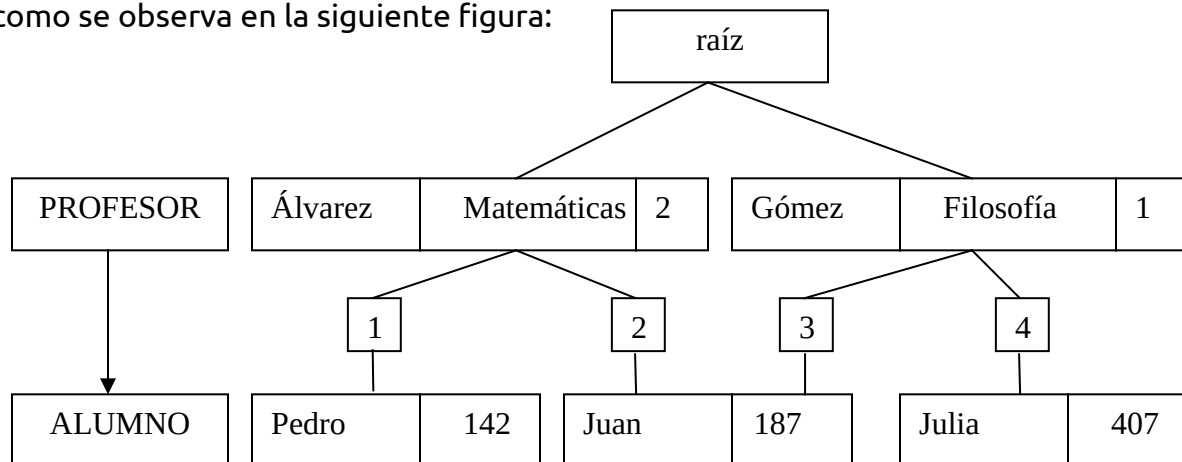 como se observa en la siguiente figura:
raíz
PROFESOR Álvarez Matemáticas 2 Gómez Filosofía 1
1 2 3 4
ALUMNO Pedro 142 Juan 187 Julia 407